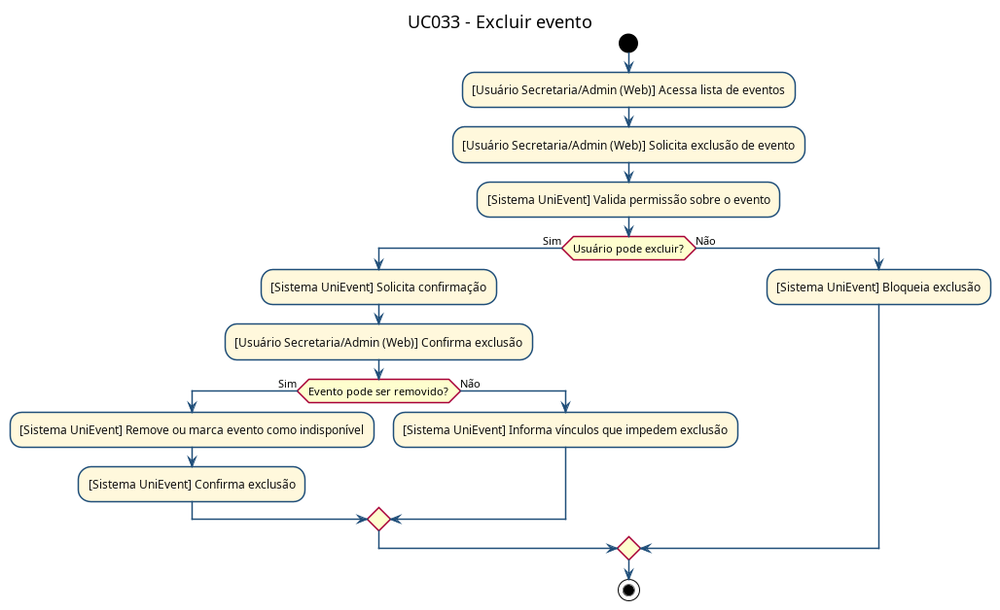 UC033 - Excluir evento
[Usuário Secretaria/Admin (Web)] Acessa lista de eventos
[Usuário Secretaria/Admin (Web)] Solicita exclusão de evento
[Sistema UniEvent] Valida permissão sobre o evento
Sim
Usuário pode excluir?
Não
[Sistema UniEvent] Solicita confirmação
[Sistema UniEvent] Bloqueia exclusão
[Usuário Secretaria/Admin (Web)] Confirma exclusão
Sim
Evento pode ser removido?
Não
[Sistema UniEvent] Remove ou marca evento como indisponível
[Sistema UniEvent] Informa vínculos que impedem exclusão
[Sistema UniEvent] Confirma exclusão